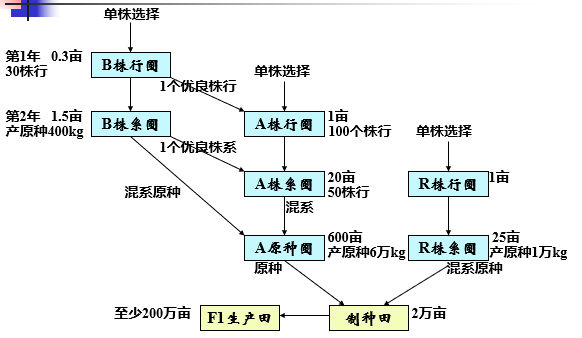 单株选择
第1年 0.3亩
30株行
B株行圃
1个优良株行
单株选择
第2年 1.5亩
产原种400kg
B株系圃
A株行圃
1亩
100个株行
单株选择
1个优良株系
混系原种
A株系圃
20亩
50株行
R株行圃
1亩
混系
A原种圃
600亩
产原种6万kg
R株系圃
25亩
产原种1万kg
原种
混系原种
至少200万亩
F1生产田
制种田
2万亩